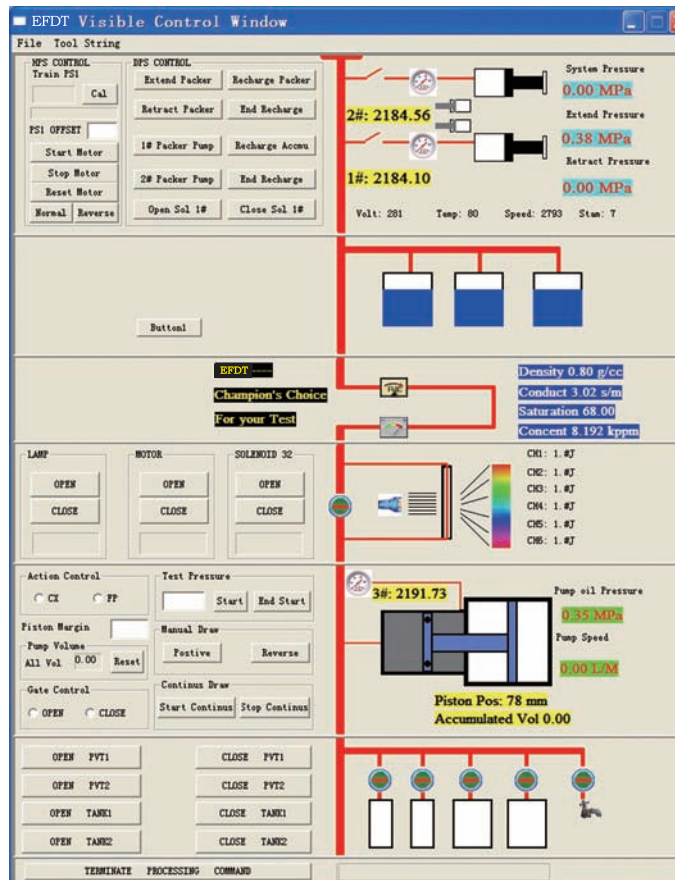 EFDT Visible Control Window
File Tool String
MPS CONTROL
Train PS1
Cal
PS1 OFFSET
Start Motor
Stop Motor
Reset Motor
Normal Reverse
DPS CONTROL
Extend Packer Recharge Packer
Retract Packer End Recharge
1# Packer Pump Recharge Accmu
2# Packer Pump End Recharge
Open Sol 1# Close Sol 1#
2#: 2184.56
1#: 2184.10
System Pressure
0.00 MPa
Extend Pressure
0.38 MPa
Retract Pressure
0.00 MPa
Volt: 281 Temp: 80 Speed: 2793 Stam: T
Button1
EFDT ----
Champion's Choice
For your Test
Density 0.80 g/cc
Conduct 3.02 s/m
Saturation 68.00
Concent 8.192 kppm
LAMP MOTOR SOLENOID 32
OPEN OPEN OPEN
CLOSE CLOSE CLOSE
CH1: 1.#J
CH2: 1.#J
CH3: 1.#J
CH4: 1.#J
CH5: 1.#J
CH6: 1.#J
Action Control
CX FP
Piston Margin
Pump Volume
All Vol 0.00 Reset
Gate Control
OPEN CLOSE
Test Pressure
Start End Start
Manual Draw
Postive Reverse
Continus Draw
Start Continus Stop Continus
3#: 2191.73
Pump oil Pressure
0.35 MPa
Pump Speed
0.00 L/M
Piston Pos: 78 mm
Accumulated Vol 0.00
OPEN PVT1 CLOSE PVT1
OPEN PVT2 CLOSE PVT2
OPEN TANK1 CLOSE TANK1
OPEN TANK2 CLOSE TANK2
TERMINATE PROCESSING COMMAND